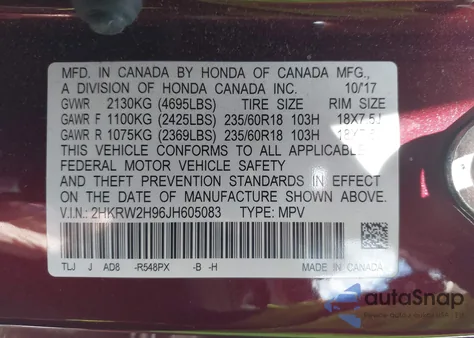 MFD. IN CANADA BY HONDA OF CANADA MFG.,
A DIVISION OF HONDA CANADA INC. 10/17
GVWR 2130KG (4695LBS) TIRE SIZE RIM SIZE
GAWR F 1100KG (2425LBS) 235/60R18 103H 18X7.5J
GAWR R 1075KG (2369LBS) 235/60R18 103H 18X7.5J
THIS VEHICLE CONFORMS TO ALL APPLICABLE
FEDERAL MOTOR VEHICLE SAFETY
AND THEFT PREVENTION STANDARDS IN EFFECT
ON THE DATE OF MANUFACTURE SHOWN ABOVE.
V.I.N.: 2HKRW2H96JH605083 TYPE: MPV
TLJ J AD8 -R548PX -B -H MADE IN CANADA
autoSnap